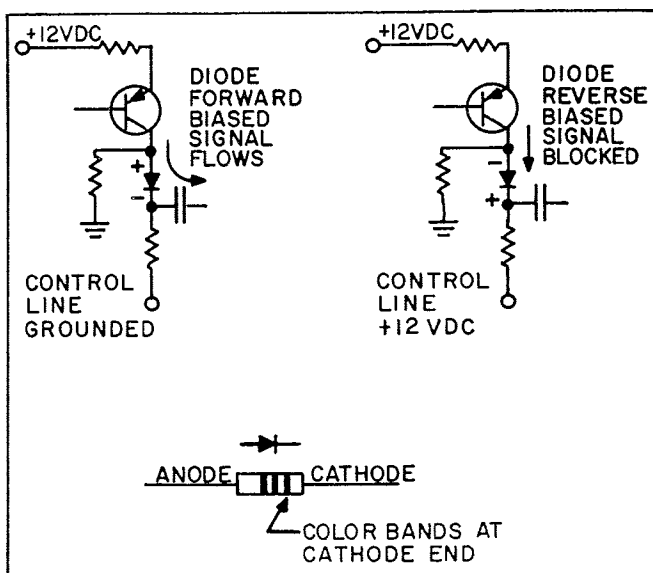 +12VDC
DIODE
FORWARD
BIASED
SIGNAL
FLOWS
+
-
CONTROL
LINE
GROUNDED
+12VDC
DIODE
REVERSE
BIASED
SIGNAL
BLOCKED
-
+
CONTROL
LINE
+12 VDC
ANODE
CATHODE
COLOR BANDS AT
CATHODE END